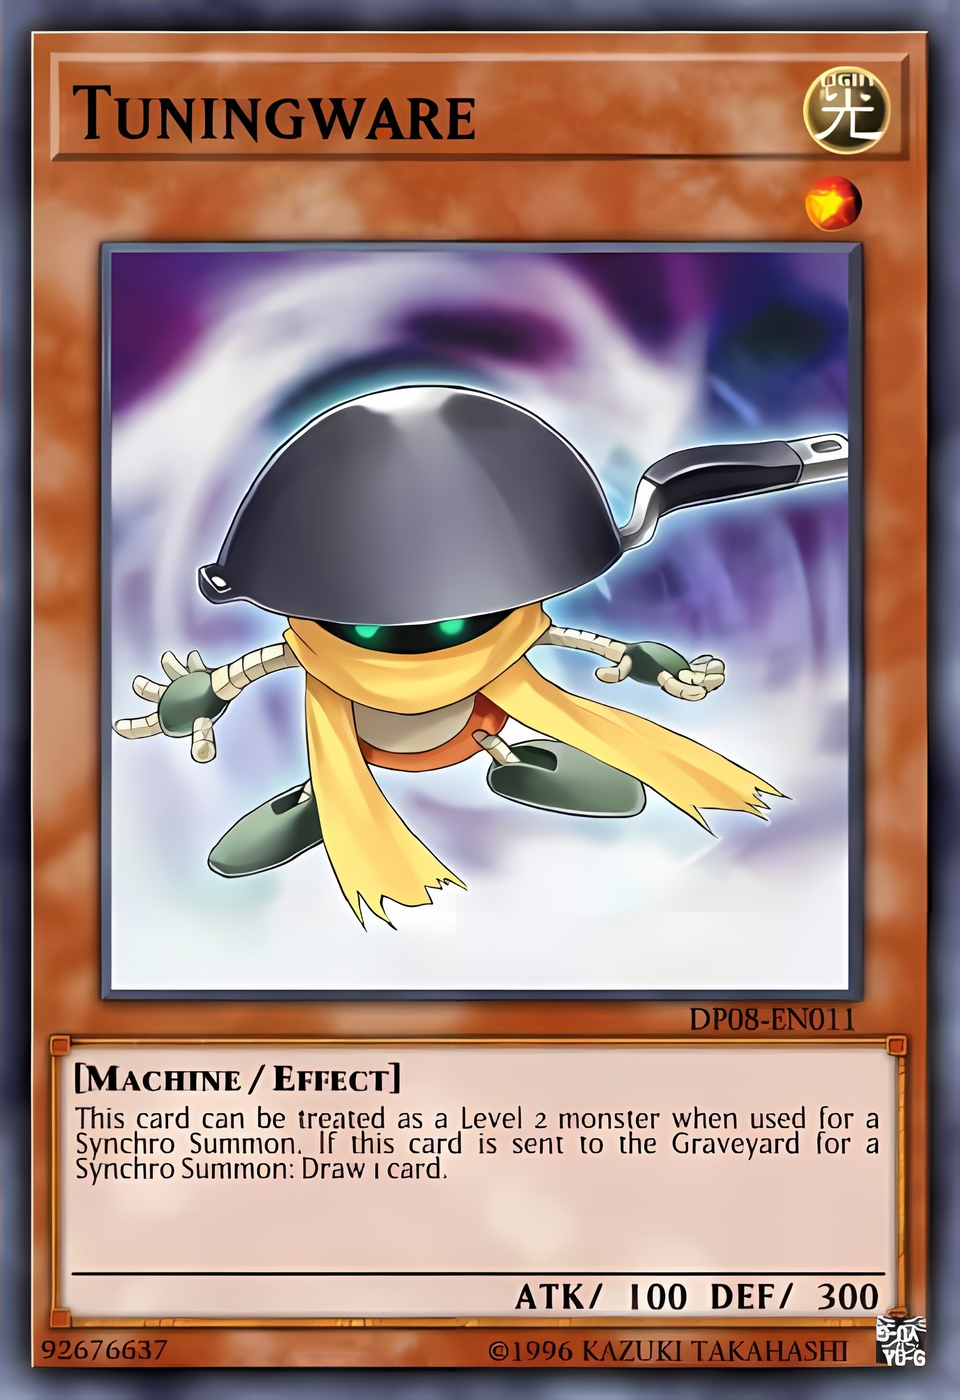 TUNINGWARE
光
DP08-EN011
[MACHINE / EFFECT]
This card can be treated as a Level 2 monster when used for a
Synchro Summon. If this card is sent to the Graveyard for a
Synchro Summon: Draw 1 card.
ATK/ 100 DEF/ 300
92676637
©1996 KAZUKI TAKAHASHI